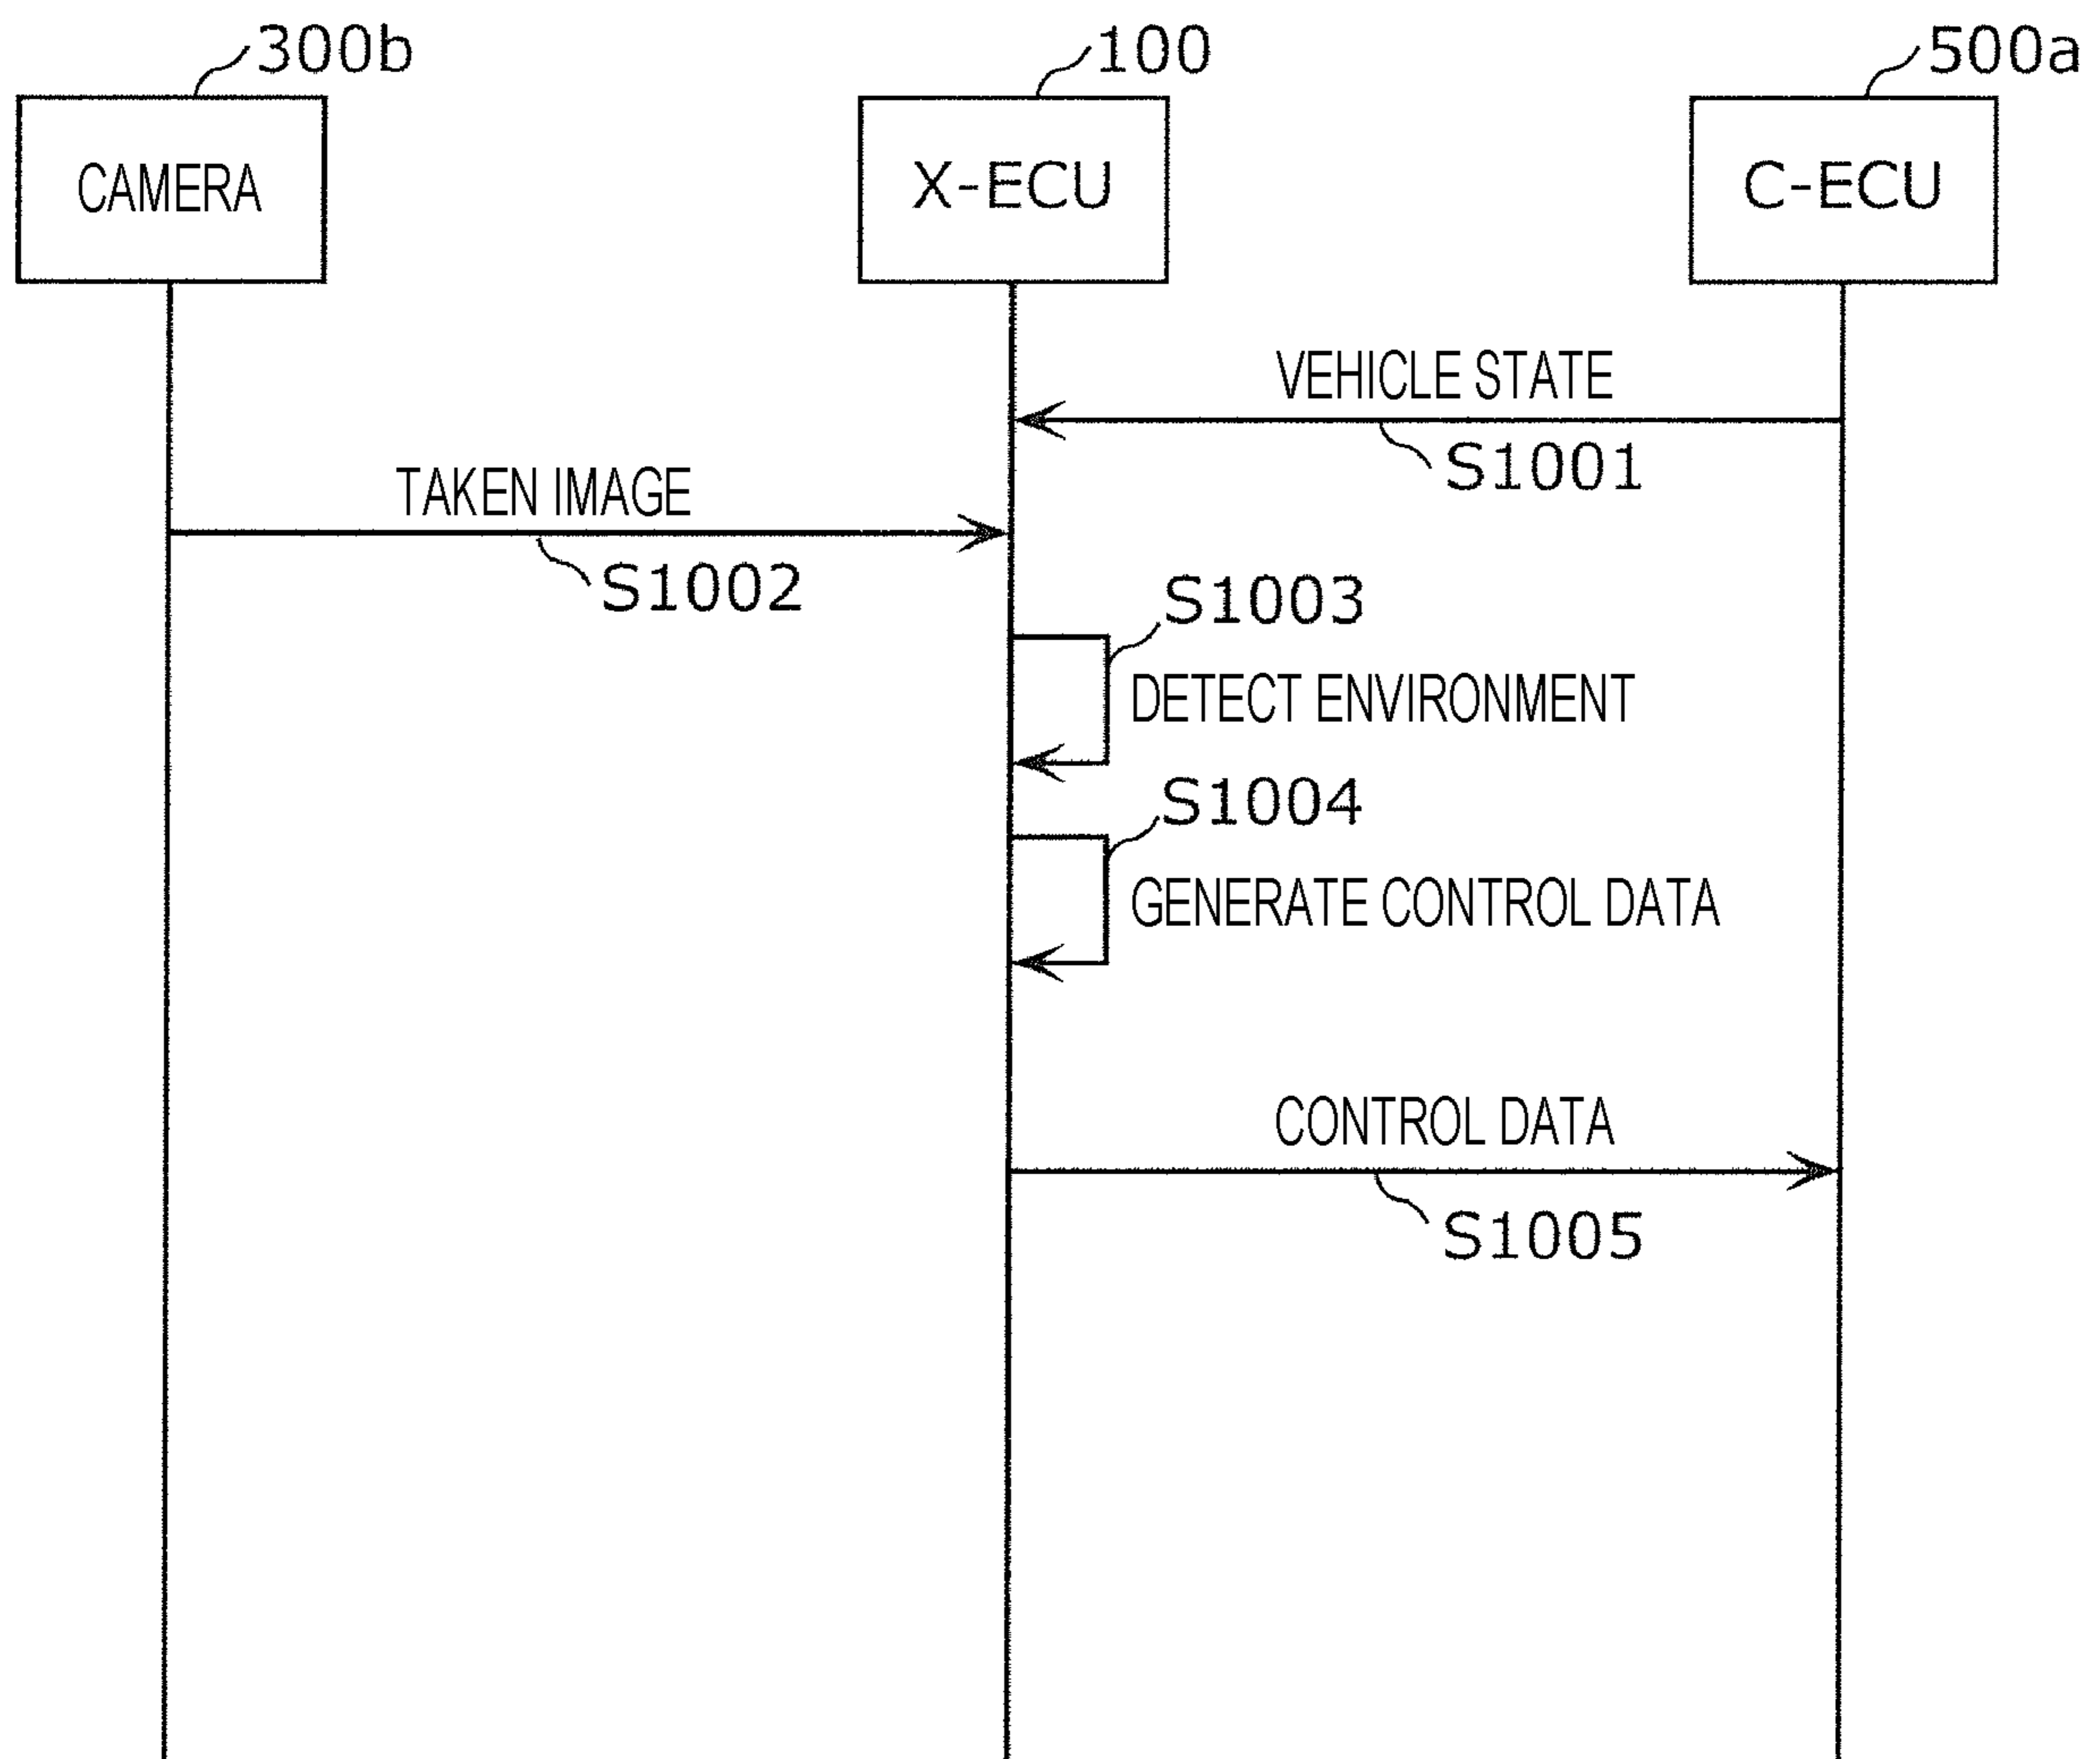 300b
100
500a
CAMERA
X-ECU
C-ECU
VEHICLE STATE
S1001
TAKEN IMAGE
S1002
S1003
DETECT ENVIRONMENT
S1004
GENERATE CONTROL DATA
CONTROL DATA
S1005